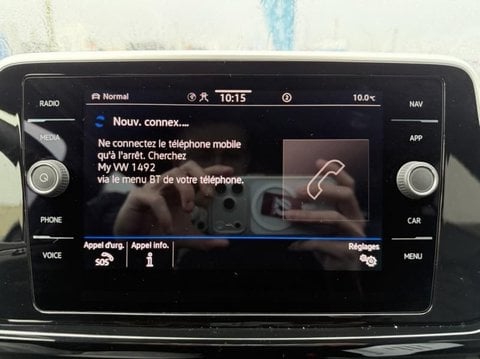 RADIO
MEDIA
PHONE
VOICE
Normal
10:15
2
10.0°C
Nouv. connex....
Ne connectez le téléphone mobile
qu'à l'arrêt. Cherchez
My VW 1492
via le menu BT de votre téléphone.
Appel d'urg.
SOS
Appel info.
i
Réglages
NAV
APP
CAR
MENU